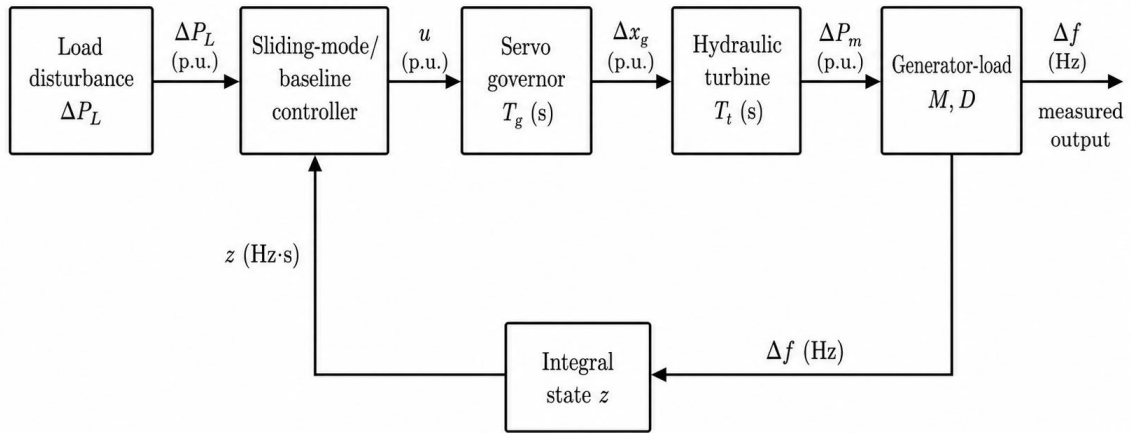 Load
disturbance
ΔP_L
ΔP_L
(p.u.)
Sliding-mode/
baseline
controller
u
(p.u.)
Servo
governor
T_g (s)
Δx_g
(p.u.)
Hydraulic
turbine
T_t (s)
ΔP_m
(p.u.)
Generator-load
M, D
Δf
(Hz)
measured
output
z (Hz·s)
Integral
state z
Δf (Hz)